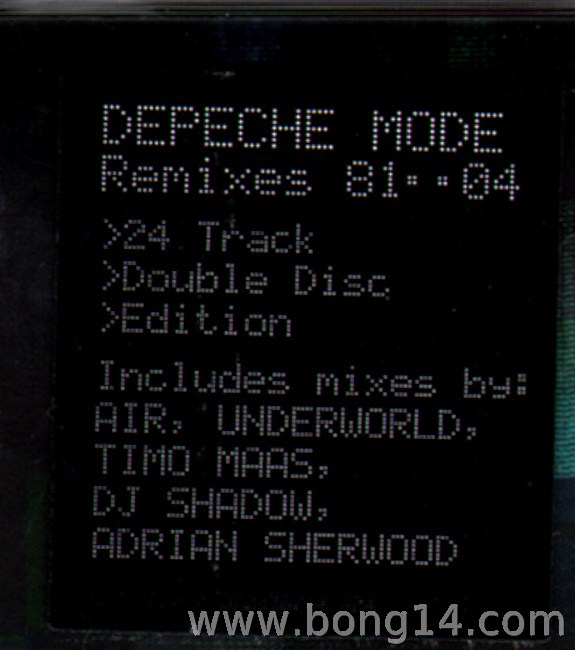 DEPECHE MODE
Remixes 81··04
>24 Track
>Double Disc
>Edition
Includes mixes by:
AIR, UNDERWORLD,
TIMO MAAS,
DJ SHADOW,
ADRIAN SHERWOOD
www.bong14.com